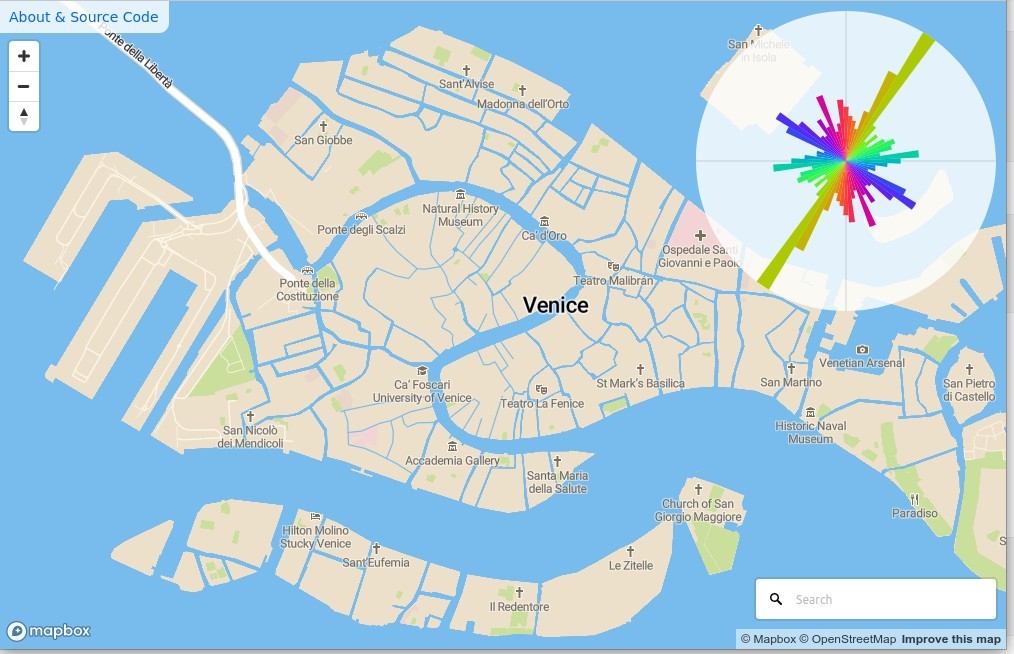 About & Source Code
Ponte della Libertà
San Michele
in Isola
Sant'Alvise
Madonna dell'Orto
San Giobbe
Natural History
Museum
Ponte degli Scalzi
Ca' d'Oro
Ospedale Santi
Giovanni e Paolo
Teatro Malibran
Ponte della
Costituzione
Venice
Venetian Arsenal
Ca' Foscari
University of Venice
St Mark's Basilica
San Martino
San Pietro
di Castello
Teatro La Fenice
Historic Naval
Museum
San Nicolò
dei Mendicoli
Accademia Gallery
Santa Maria
della Salute
Church of San
Giorgio Maggiore
Paradiso
Hilton Molino
Stucky Venice
Sant'Eufemia
Le Zitelle
Il Redentore
Search
mapbox
© Mapbox © OpenStreetMap Improve this map